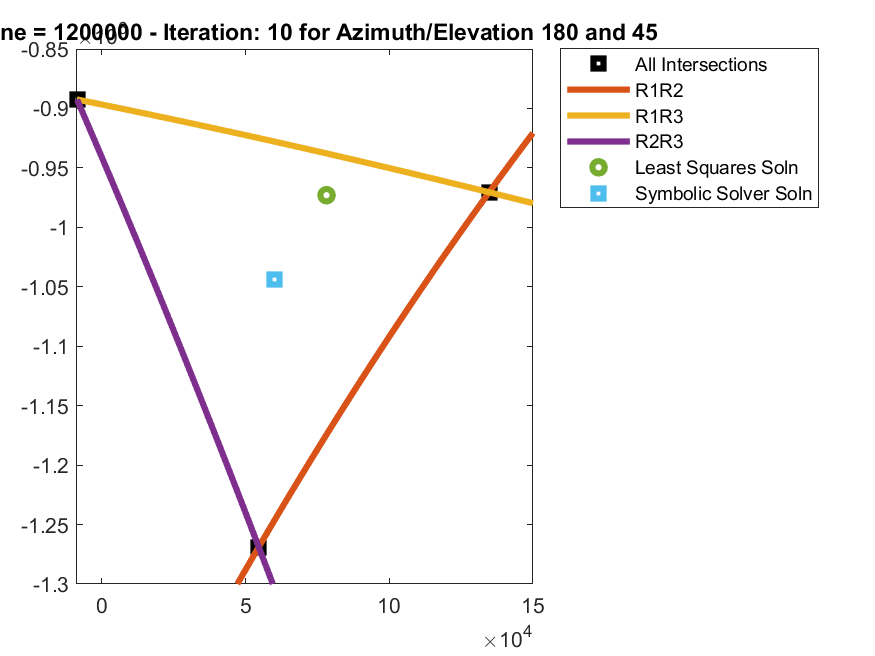 ne = 1200000 - Iteration: 10 for Azimuth/Elevation 180 and 45
-0.85
-0.9
-0.95
-1
-1.05
-1.1
-1.15
-1.2
-1.25
-1.3
0 5 10 15
×10⁴
All Intersections
R1R2
R1R3
R2R3
Least Squares Soln
Symbolic Solver Soln